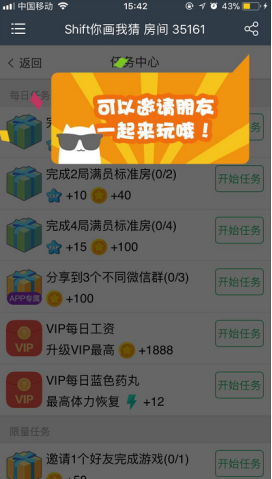 中国移动 15:42 43%
Shift你画我猜 房间 35161
返回 任务中心
每日任
可以邀请朋友
一起来玩哦！
完成2局满员标准房(0/2)
+10 +40
开始任务
完成4局满员标准房(0/4)
+15 +100
开始任务
分享到3个不同微信群(0/3)
APP专属 +100
开始任务
VIP每日工资
VIP 升级VIP最高 +1888
开始任务
VIP每日蓝色药丸
VIP 最高体力恢复 +12
开始任务
限量任务
邀请1个好友完成游戏(0/1)
开始任务